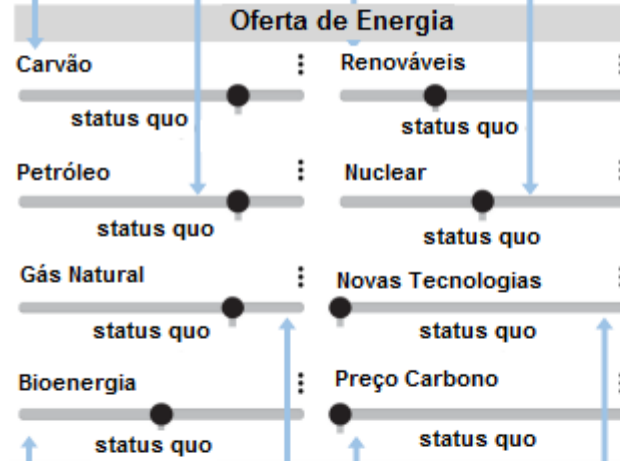 Oferta de Energia
Carvão
Renováveis
status quo
status quo
Petróleo
Nuclear
status quo
status quo
Gás Natural
Novas Tecnologias
status quo
status quo
Bioenergia
Preço Carbono
status quo
status quo